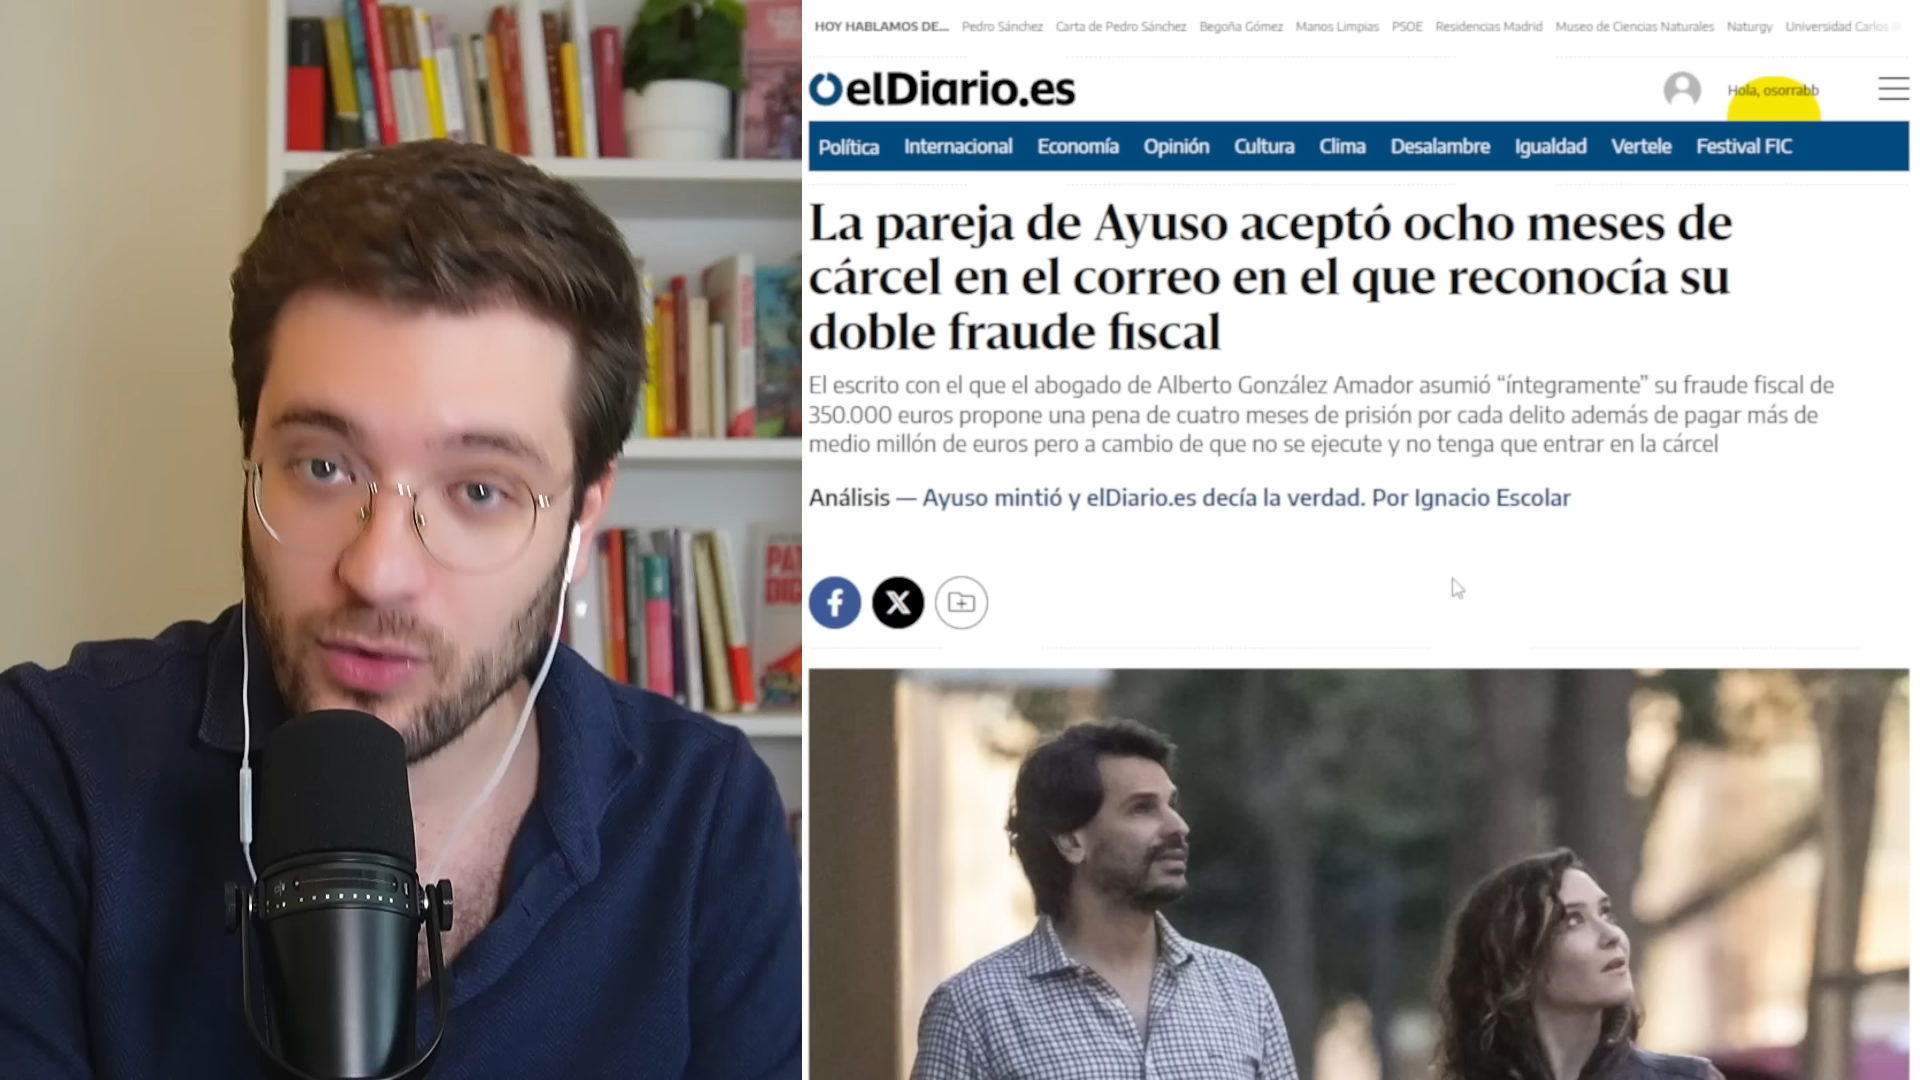 HOY HABLAMOS DE... Pedro Sánchez Carta de Pedro Sánchez Begoña Gómez Manos Limpias PSOE Residencias Madrid Museo de Ciencias Naturales Naturgy Universidad Carlos
elDiario.es
Hola, osorrabb
Política Internacional Economía Opinión Cultura Clima Desalambre Igualdad Vertele Festival FIC
La pareja de Ayuso aceptó ocho meses de
cárcel en el correo en el que reconocía su
doble fraude fiscal
El escrito con el que el abogado de Alberto González Amador asumió “íntegramente” su fraude fiscal de
350.000 euros propone una pena de cuatro meses de prisión por cada delito además de pagar más de
medio millón de euros pero a cambio de que no se ejecute y no tenga que entrar en la cárcel
Análisis — Ayuso mintió y elDiario.es decía la verdad. Por Ignacio Escolar